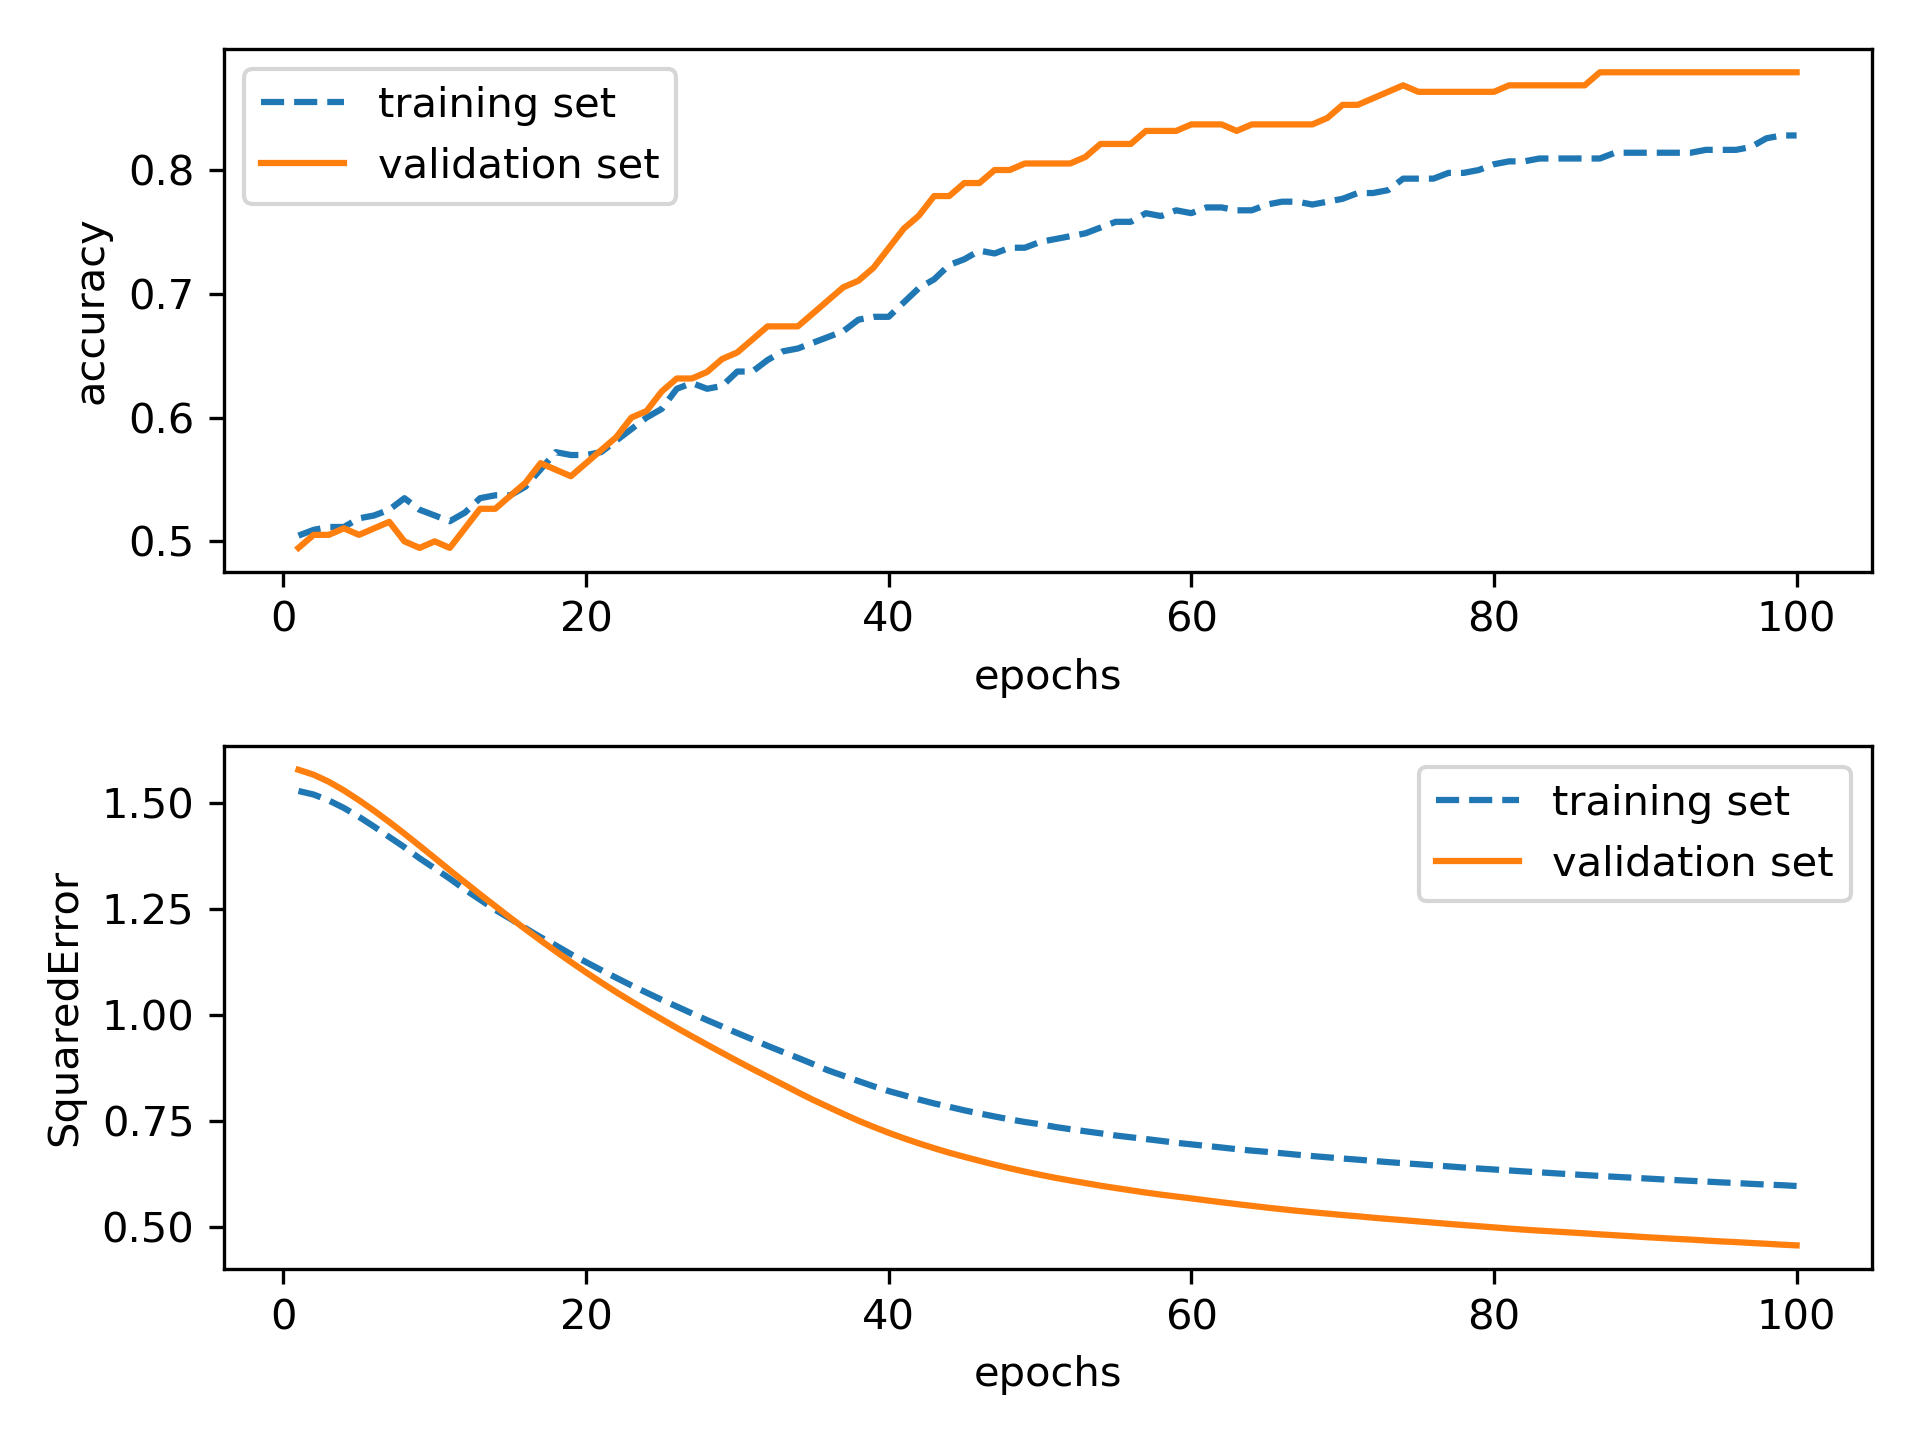 training set
validation set
0.8
0.7
0.6
0.5
accuracy
0 20 40 60 80 100
epochs
training set
validation set
1.50
1.25
1.00
0.75
0.50
SquaredError
0 20 40 60 80 100
epochs